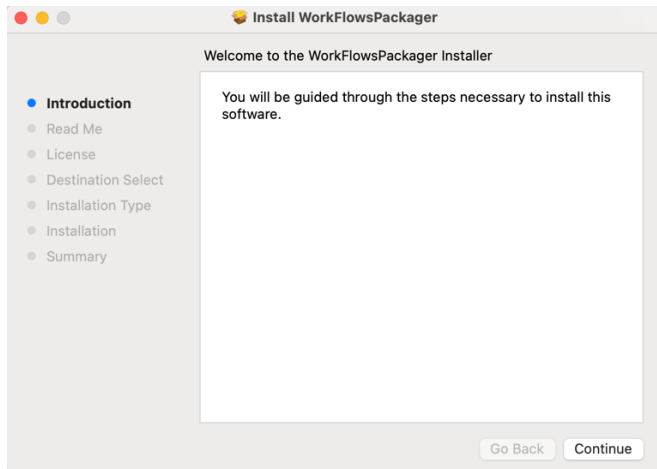 Install WorkFlowsPackager
Welcome to the WorkFlowsPackager Installer
Introduction
Read Me
License
Destination Select
Installation Type
Installation
Summary
You will be guided through the steps necessary to install this
software.
Go Back
Continue